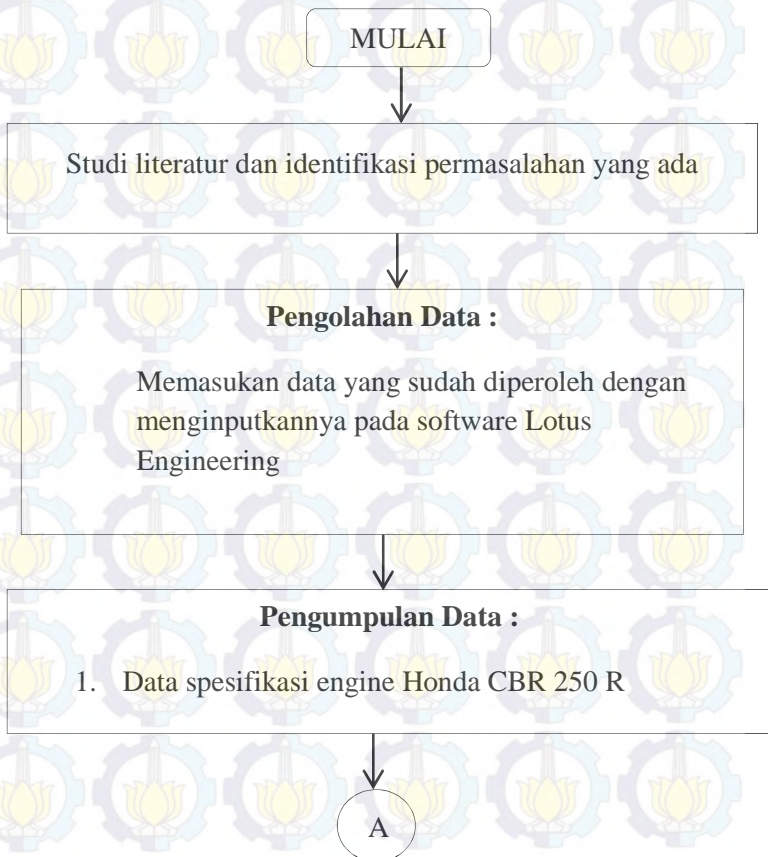 MULAI
Studi literatur dan identifikasi permasalahan yang ada
Pengolahan Data :
Memasukan data yang sudah diperoleh dengan
menginputkannya pada software Lotus
Engineering
Pengumpulan Data :
1. Data spesifikasi engine Honda CBR 250 R
A